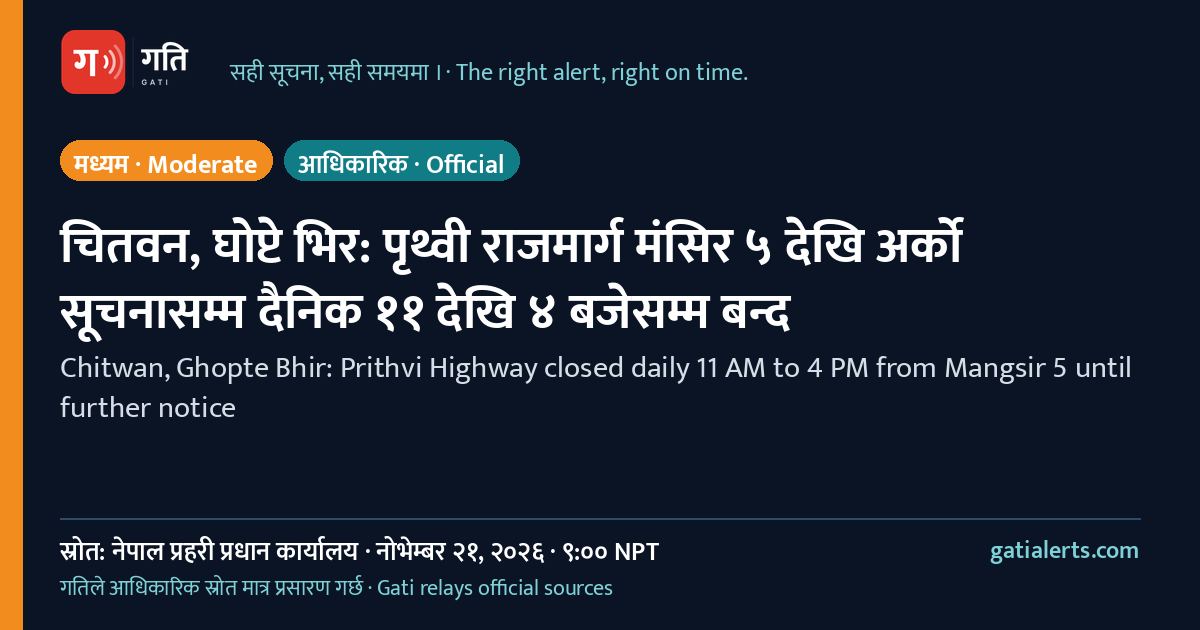 ग
गति
GATI
सही सूचना, सही समयमा । · The right alert, right on time.
मध्यम · Moderate
आधिकारिक · Official
चितवन, घोप्टे भिर: पृथ्वी राजमार्ग मंसिर ५ देखि अर्को
सूचनासम्म दैनिक ११ देखि ४ बजेसम्म बन्द
Chitwan, Ghopte Bhir: Prithvi Highway closed daily 11 AM to 4 PM from Mangsir 5 until
further notice
स्रोत: नेपाल प्रहरी प्रधान कार्यालय · नोभेम्बर २१, २०२६ · ९:०० NPT
gatialerts.com
गतिले आधिकारिक स्रोत मात्र प्रसारण गर्छ · Gati relays official sources